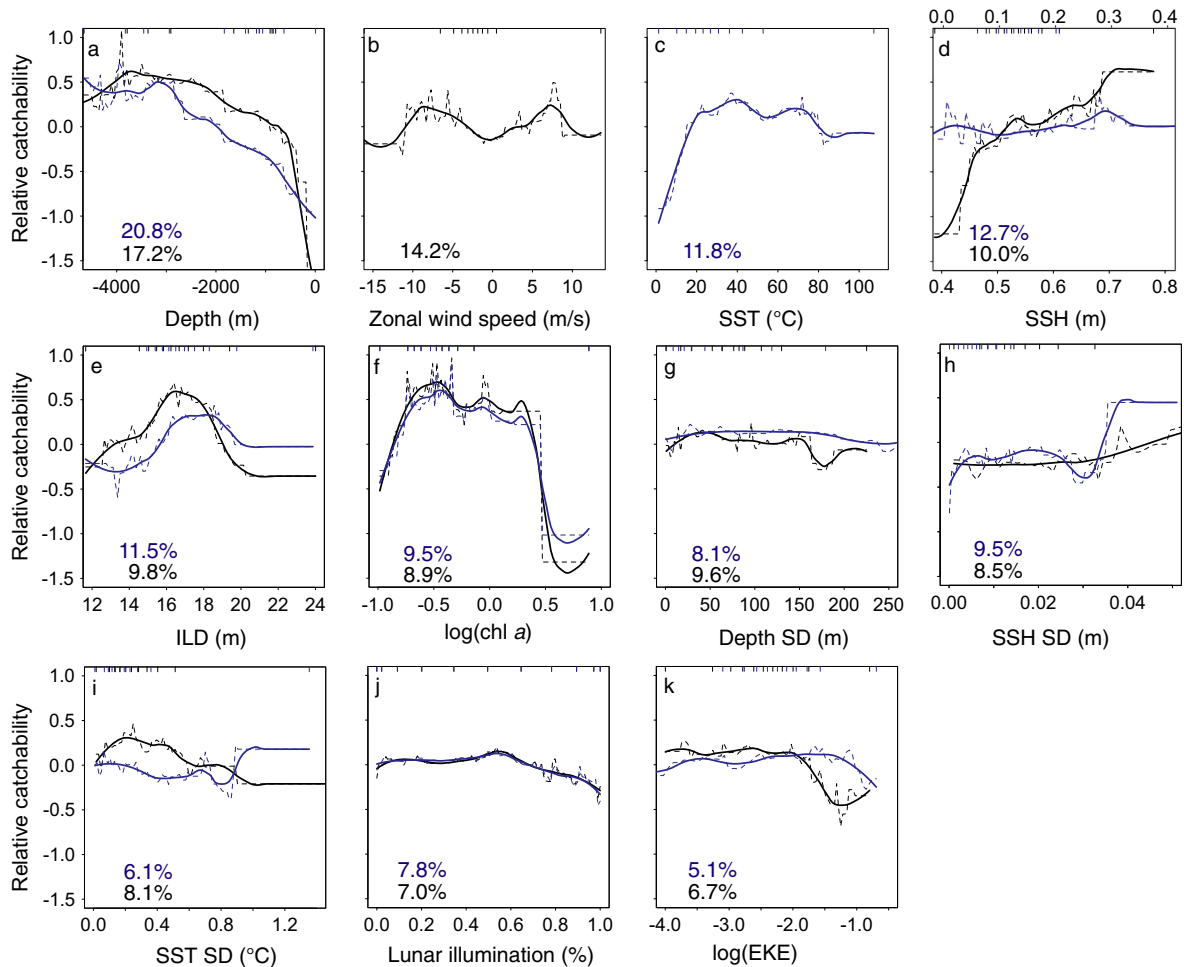 0.0 0.1 0.2 0.3 0.4
Relative catchability
1.0
0.5
0.0
-0.5
-1.0
-1.5
a
20.8%
17.2%
-4000 -2000 0
Depth (m)
b
14.2%
-15 -10 -5 0 5 10
Zonal wind speed (m/s)
c
11.8%
0 20 40 60 80 100
SST (°C)
d
12.7%
10.0%
0.4 0.5 0.6 0.7 0.8
SSH (m)
Relative catchability
1.0
0.5
0.0
-0.5
-1.0
-1.5
e
11.5%
9.8%
12 14 16 18 20 22 24
ILD (m)
f
9.5%
8.9%
-1.0 -0.5 0.0 0.5 1.0
log(chl a)
g
8.1%
9.6%
0 50 100 150 200 250
Depth SD (m)
h
9.5%
8.5%
0.00 0.02 0.04
SSH SD (m)
Relative catchability
1.0
0.5
0.0
-0.5
-1.0
-1.5
i
6.1%
8.1%
0.0 0.4 0.8 1.2
SST SD (°C)
j
7.8%
7.0%
0.0 0.2 0.4 0.6 0.8 1.0
Lunar illumination (%)
k
5.1%
6.7%
-4.0 -3.0 -2.0 -1.0
log(EKE)